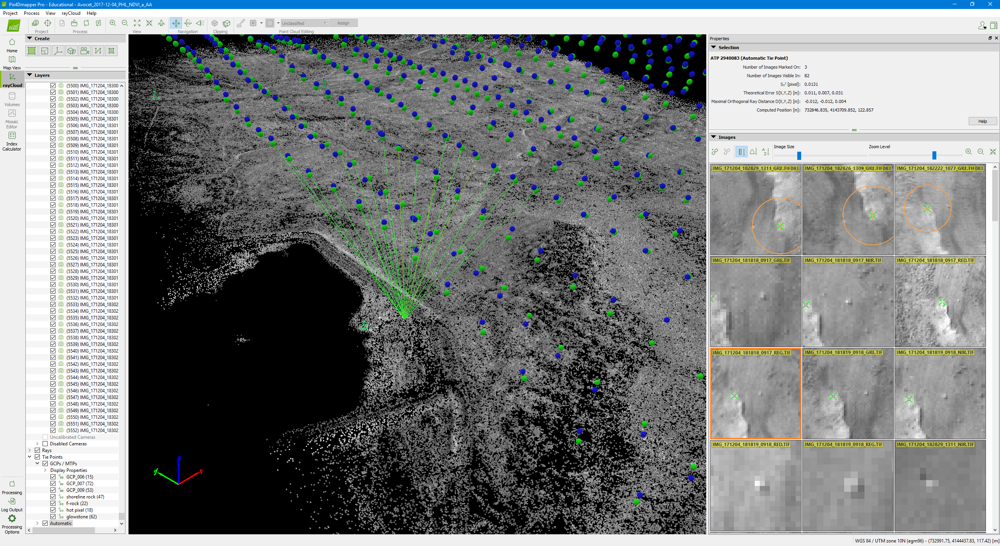 Pix4Dmapper Pro - Educational - Avocet_2017-12-04_PHL_NDVI_a_AA
Project Process View rayCloud Help
PIX4D
Project Process View Navigation Clipping Point Cloud Editing
Unclassified Assign
Home
Map View
rayCloud
Volumes
Mosaic Editor
Index Calculator
Processing
Log Output
Processing Options
Create
Layers
(5500) IMG_171204_18300
(5501) IMG_171204_18300
(5502) IMG_171204_18300
(5503) IMG_171204_18300
(5504) IMG_171204_18300
(5505) IMG_171204_18301
(5506) IMG_171204_18301
(5507) IMG_171204_18301
(5508) IMG_171204_18301
(5509) IMG_171204_18301
(5510) IMG_171204_18301
(5511) IMG_171204_18301
(5512) IMG_171204_18301
(5513) IMG_171204_18301
(5514) IMG_171204_18301
(5515) IMG_171204_18301
(5516) IMG_171204_18301
(5517) IMG_171204_18301
(5518) IMG_171204_18301
(5519) IMG_171204_18301
(5520) IMG_171204_18301
(5521) IMG_171204_18301
(5522) IMG_171204_18301
(5523) IMG_171204_18301
(5524) IMG_171204_18301
(5525) IMG_171204_18301
(5526) IMG_171204_18301
(5527) IMG_171204_18301
(5528) IMG_171204_18301
(5529) IMG_171204_18301
(5530) IMG_171204_18301
(5531) IMG_171204_18301
(5532) IMG_171204_18301
(5533) IMG_171204_18302
(5534) IMG_171204_18302
(5535) IMG_171204_18302
(5536) IMG_171204_18302
(5537) IMG_171204_18302
(5538) IMG_171204_18302
(5539) IMG_171204_18302
(5540) IMG_171204_18302
(5541) IMG_171204_18302
(5542) IMG_171204_18302
(5543) IMG_171204_18302
(5544) IMG_171204_18302
(5545) IMG_171204_18302
(5546) IMG_171204_18302
(5547) IMG_171204_18302
(5548) IMG_171204_18302
(5549) IMG_171204_18302
(5550) IMG_171204_18302
(5551) IMG_171204_18302
(5552) IMG_171204_18302
Uncalibrated Cameras
Disabled Cameras
Rays
Tie Points
GCPs / MTPs
Display Properties
GCP_006 (15)
GCP_007 (72)
GCP_009 (53)
shoreline rock (47)
f-rock (22)
hot pixel (18)
glowstone (62)
Automatic
y z x
Properties
Selection
ATP 2940083 (Automatic Tie Point)
Number of Images Marked On: 3
Number of Images Visible In: 82
S₀² [pixel]: 0.0131
Theoretical Error S(X,Y,Z) [m]: 0.011, 0.007, 0.031
Maximal Orthogonal Ray Distance D(X,Y,Z) [m]: -0.012, -0.012, 0.004
Computed Position [m]: 732846.835, 4143709.852, 122.857
Help
Images
Image Size Zoom Level
IMG_171204_182829_1311_GRE.TIF083 IMG_171204_182826_1309_GRE.TIF083 IMG_171204_182222_1077_GRE.TIF083
IMG_171204_181818_0917_GRE.TIF IMG_171204_181818_0917_NIR.TIF IMG_171204_181818_0917_RED.TIF
IMG_171204_181818_0917_REG.TIF IMG_171204_181819_0918_GRE.TIF IMG_171204_181819_0918_NIR.TIF
IMG_171204_181819_0918_RED.TIF IMG_171204_181819_0918_REG.TIF IMG_171204_182829_1311_NIR.TIF
WGS 84 / UTM zone 10N (egm96) - (732991.75, 4144437.83, 117.42) [m]